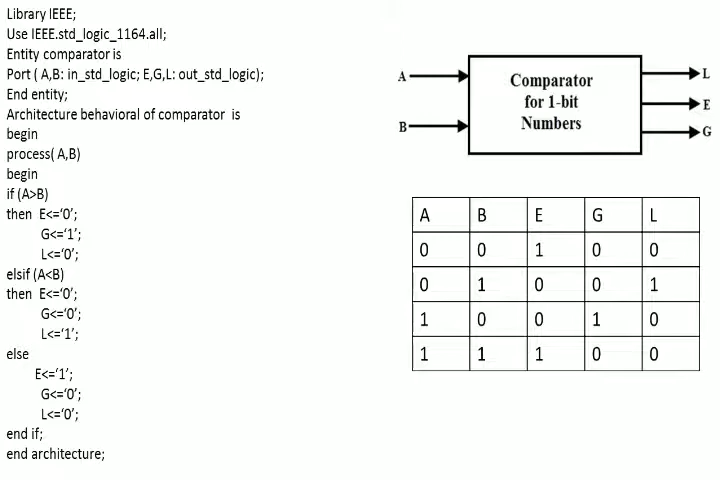 Library IEEE;
Use IEEE.std_logic_1164.all;
Entity comparator is
Port ( A,B: in_std_logic; E,G,L: out_std_logic);
End entity;
Architecture behavioral of comparator is
begin
process( A,B)
begin
if (A>B)
then E<=‘0’;
G<=‘1’;
L<=‘0’;
elsif (A<B)
then E<=‘0’;
G<=‘0’;
L<=‘1’;
else
E<=‘1’;
G<=‘0’;
L<=‘0’;
end if;
end architecture;
A
B
Comparator
for 1-bit
Numbers
L
E
G
A B E G L
0 0 1 0 0
0 1 0 0 1
1 0 0 1 0
1 1 1 0 0